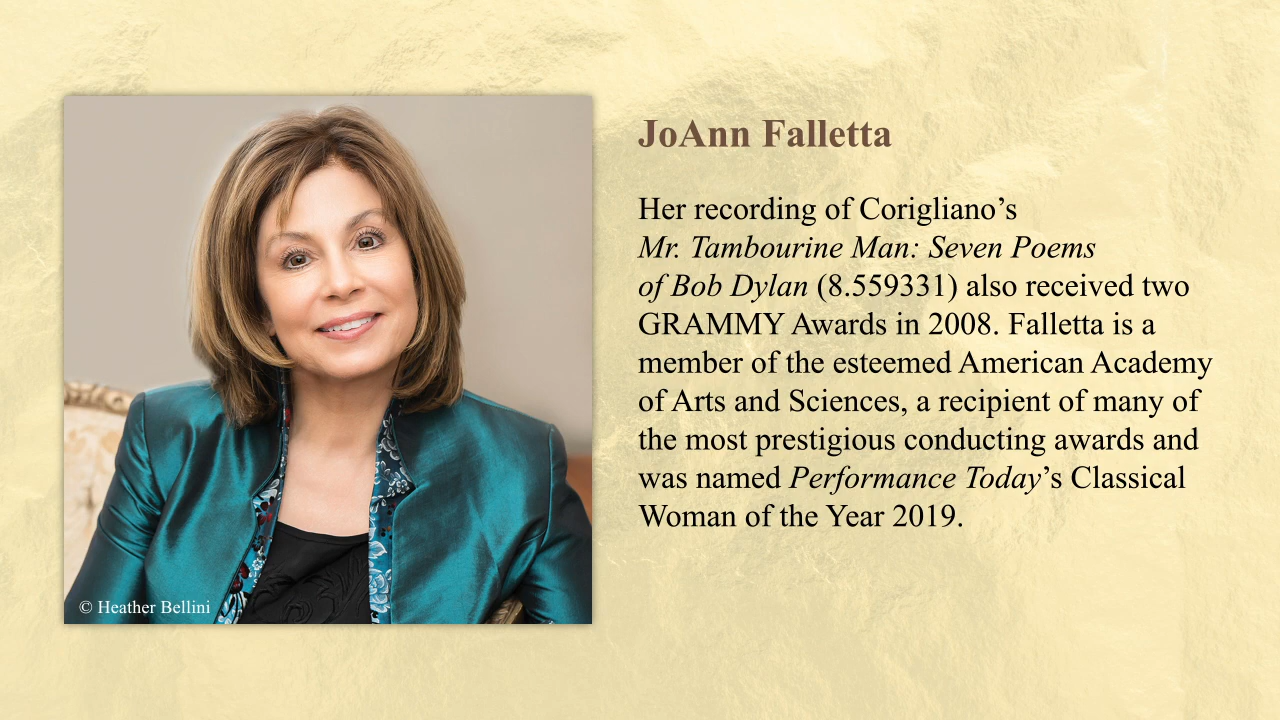 JoAnn Falletta
Her recording of Corigliano’s
Mr. Tambourine Man: Seven Poems
of Bob Dylan (8.559331) also received two
GRAMMY Awards in 2008. Falletta is a
member of the esteemed American Academy
of Arts and Sciences, a recipient of many of
the most prestigious conducting awards and
was named Performance Today’s Classical
Woman of the Year 2019.
© Heather Bellini